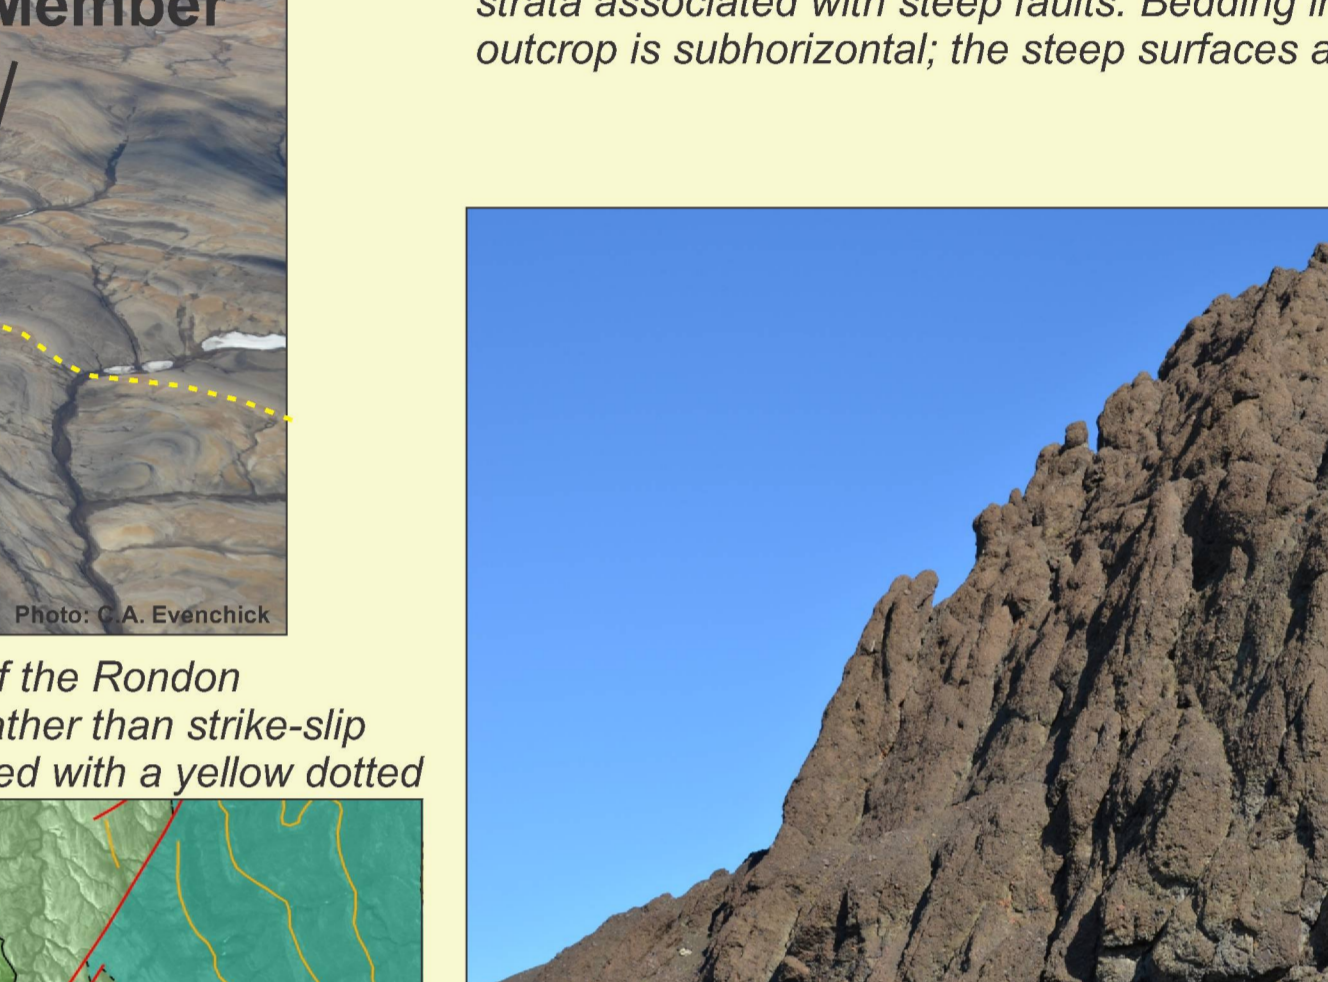 Member
strata associated with steep faults. Bedding in
outcrop is subhorizontal; the steep surfaces a
Photo: C.A. Evenchick
f the Rondon
ather than strike-slip
ed with a yellow dotted